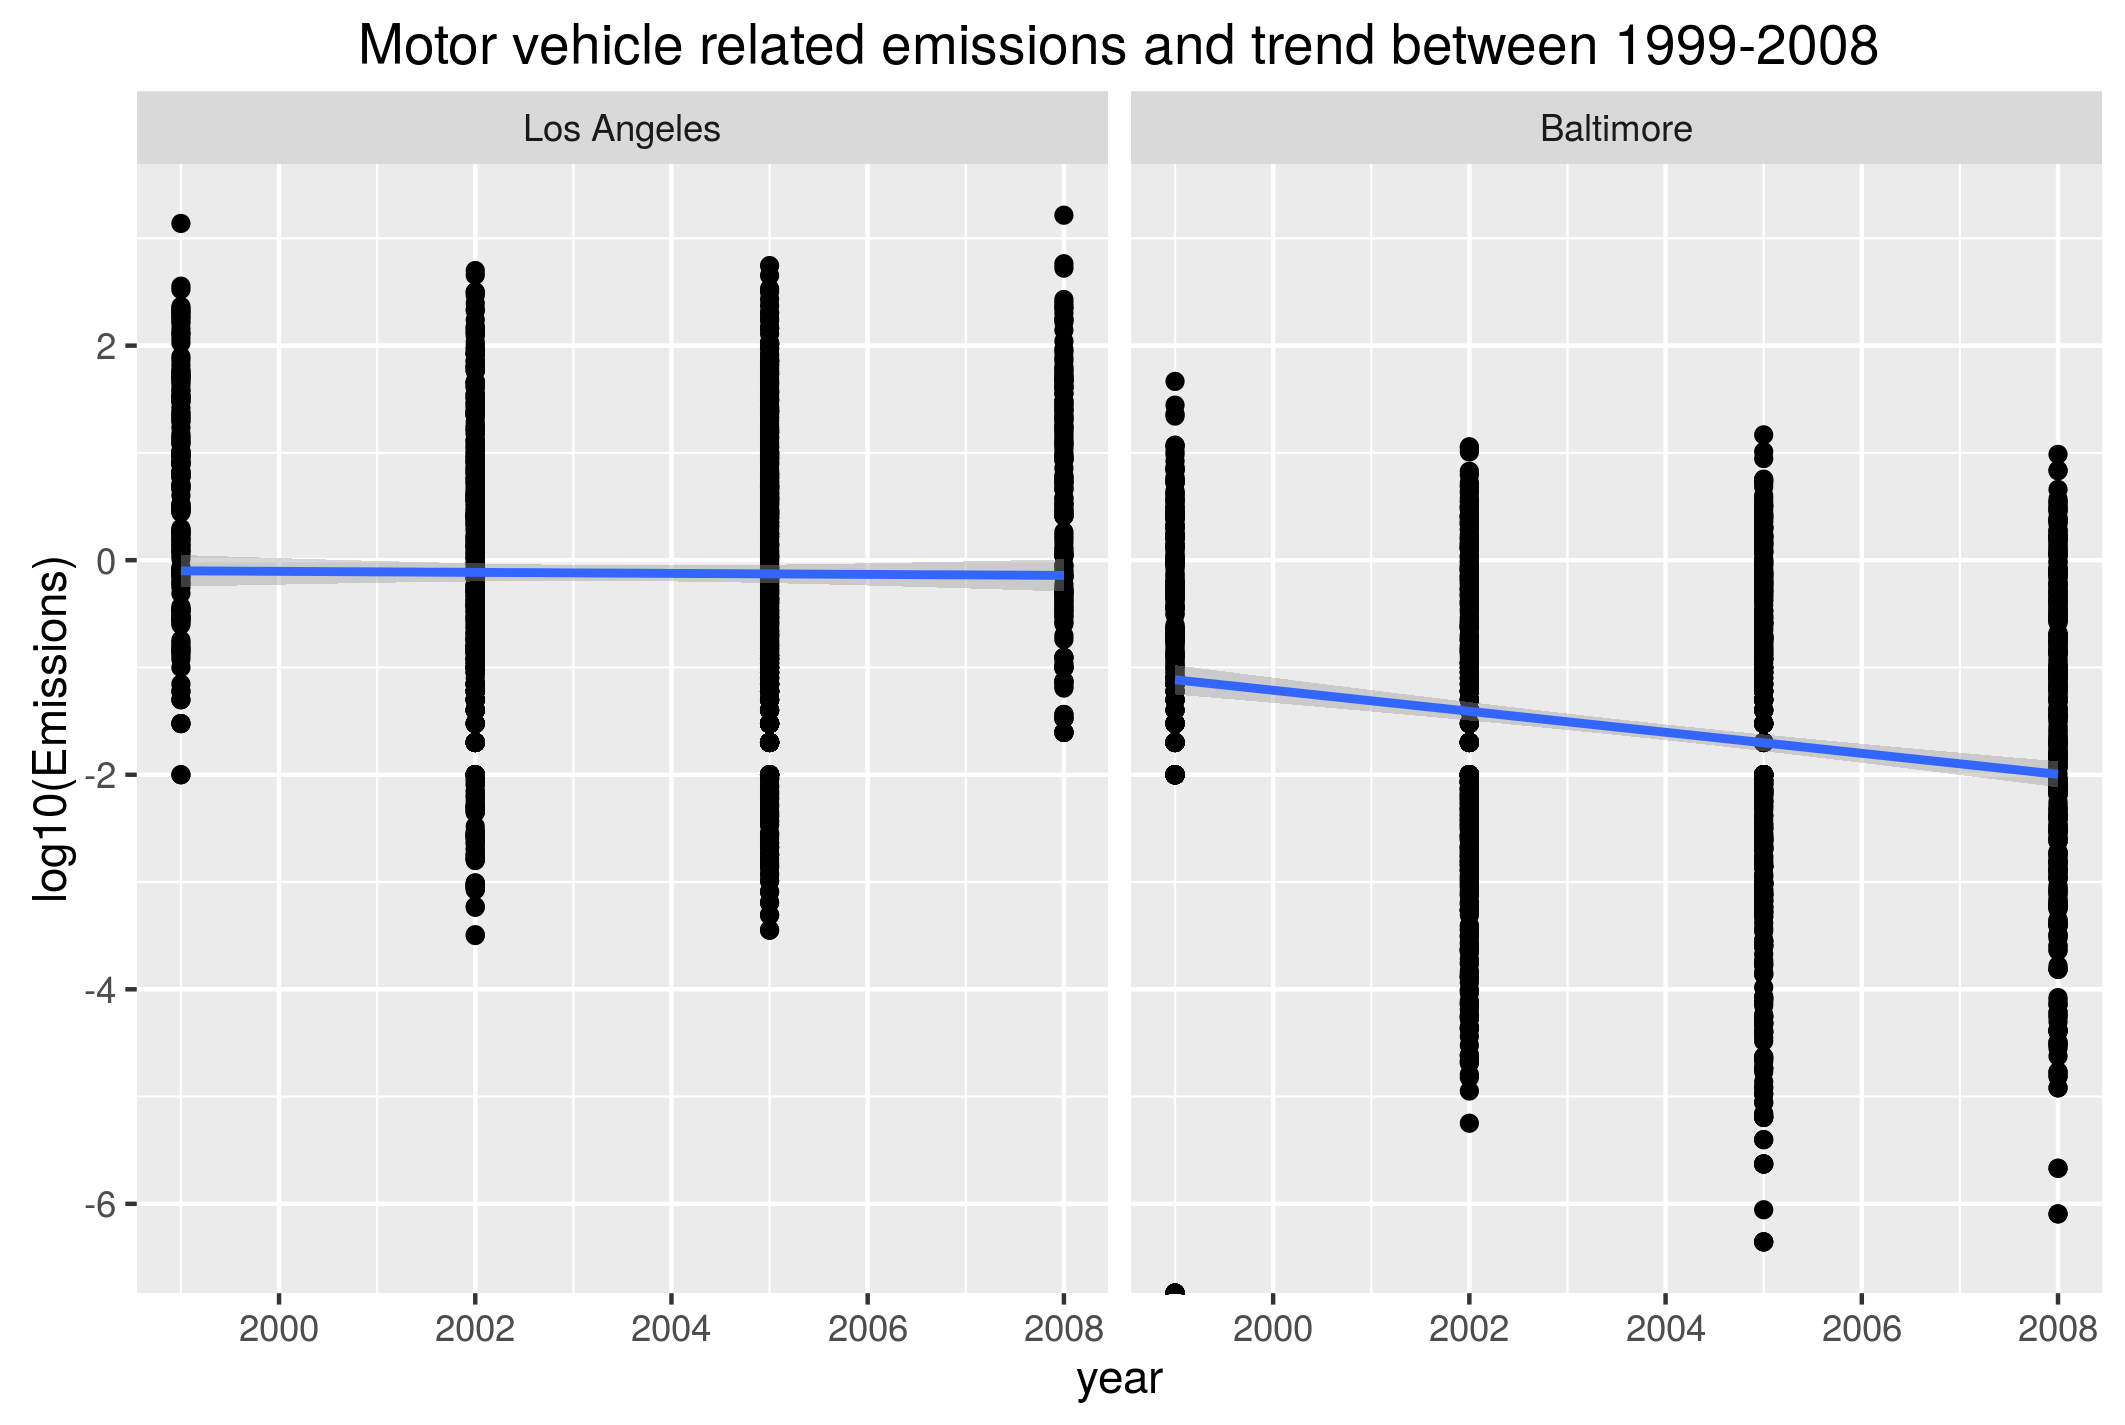 Motor vehicle related emissions and trend between 1999-2008
Los Angeles
Baltimore
log10(Emissions)
2
0
-2
-4
-6
2000 2002 2004 2006 2008
2000 2002 2004 2006 2008
year